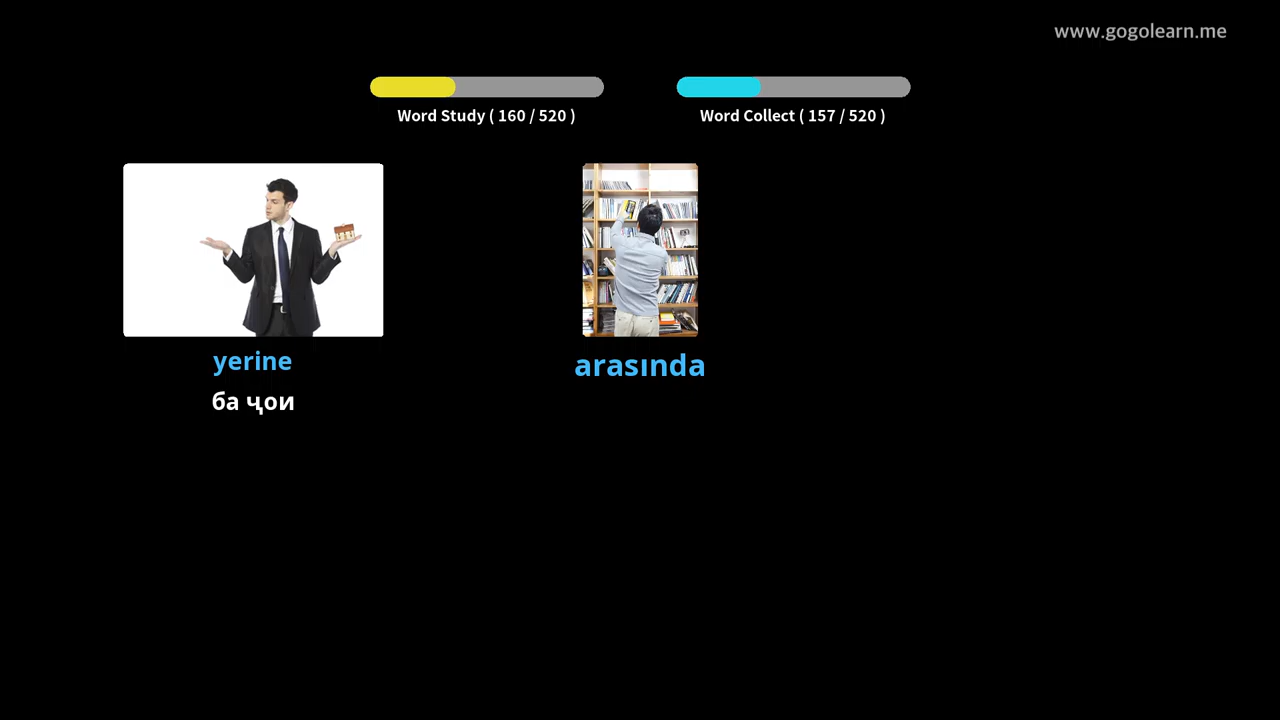 www.gogolearn.me
Word Study ( 160 / 520 )
Word Collect ( 157 / 520 )
yerine
ба ҷои
arasında